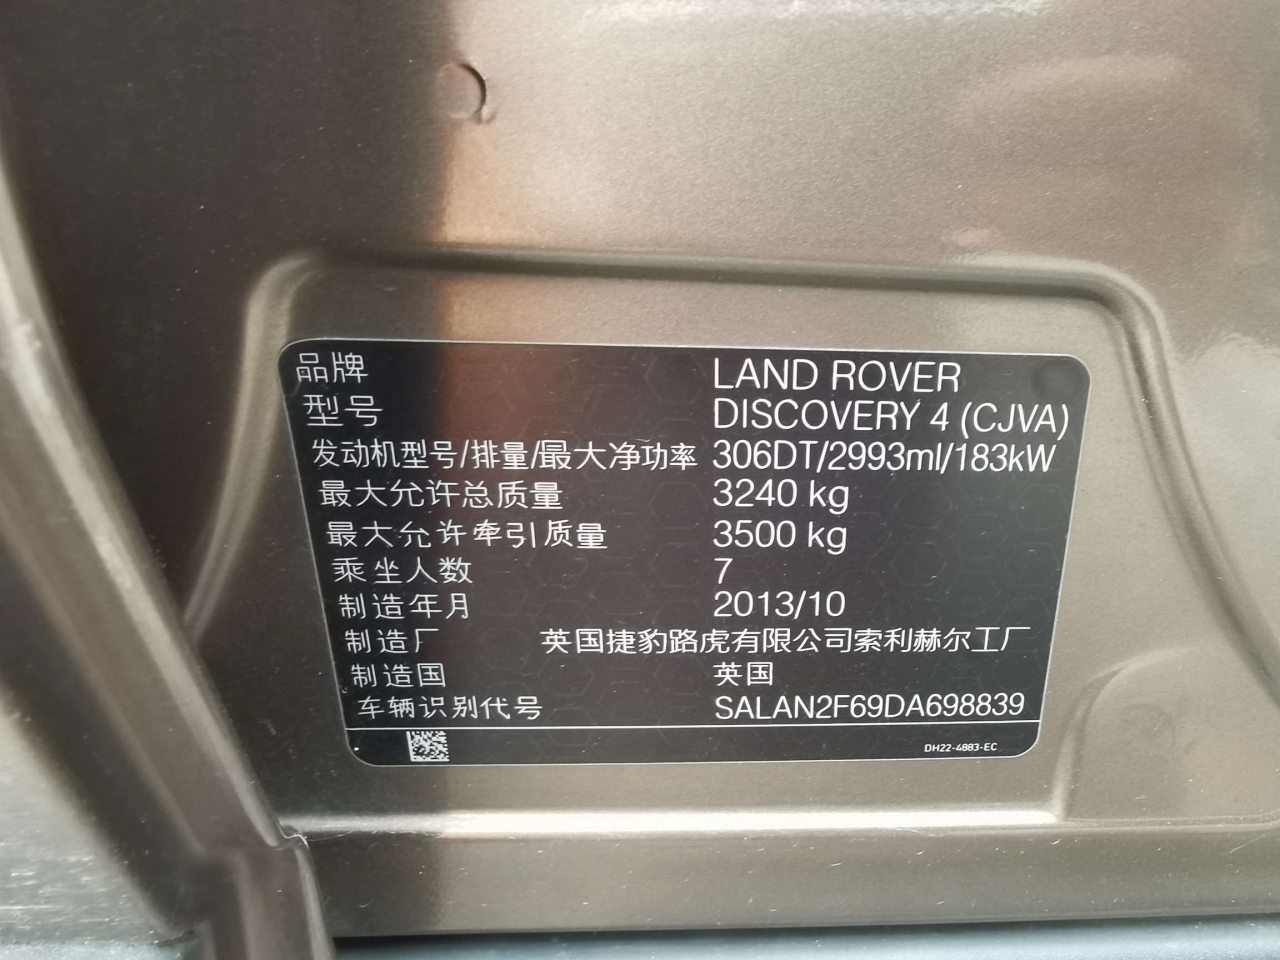 品牌 LAND ROVER
型号 DISCOVERY 4 (CJVA)
发动机型号/排量/最大净功率 306DT/2993ml/183kW
最大允许总质量 3240 kg
最大允许牵引质量 3500 kg
乘坐人数 7
制造年月 2013/10
制造厂 英国捷豹路虎有限公司索利赫尔工厂
制造国 英国
车辆识别代号 SALAN2F69DA698839
DH22-4883-EC